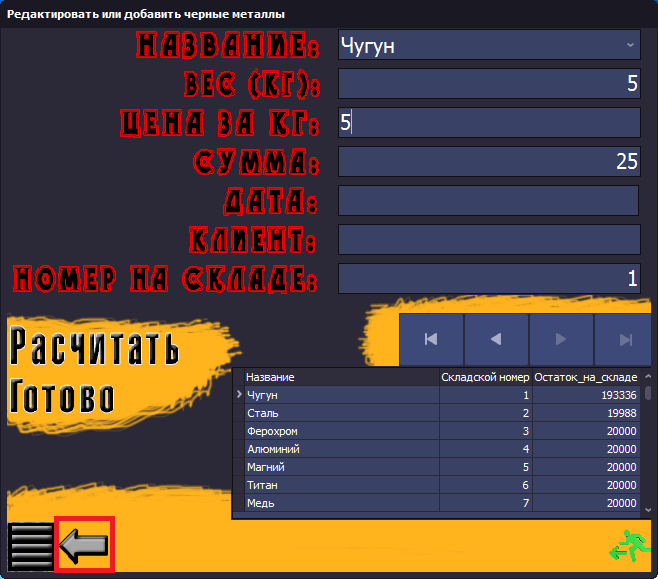 Редактировать или добавить черные металлы
НАЗВАНИЕ: Чугун
ВЕС (КГ): 5
ЦЕНА ЗА КГ: 5
СУММА: 25
ДАТА:
КЛИЕНТ:
НОМЕР НА СКЛАДЕ: 1
Расчитать
Готово
Название Складской номер Остаток_на_складе
Чугун 1 193336
Сталь 2 19988
Ферохром 3 20000
Алюминий 4 20000
Магний 5 20000
Титан 6 20000
Медь 7 20000